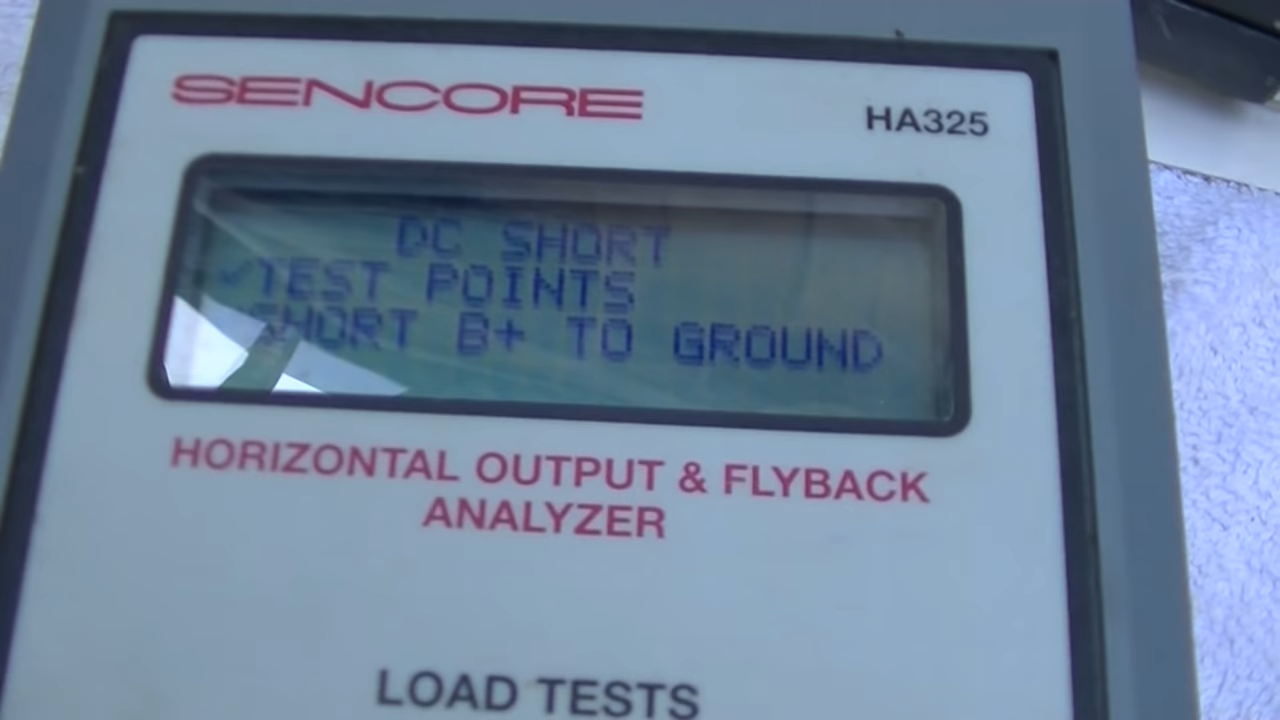 SENCORE
HA325
DC SHORT
✓TEST POINTS
SHORT B+ TO GROUND
HORIZONTAL OUTPUT & FLYBACK
ANALYZER
LOAD TESTS